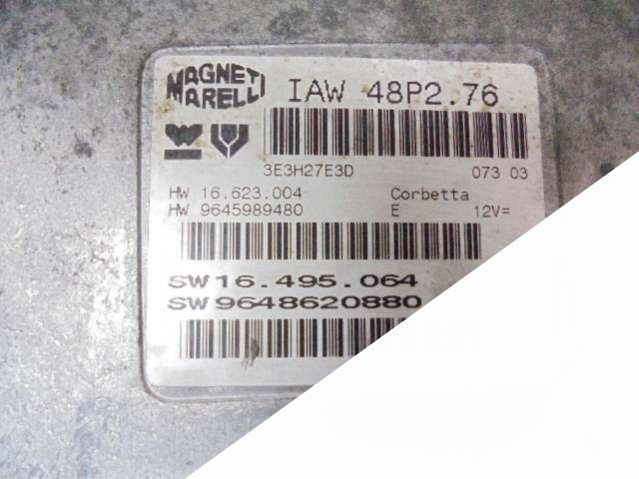 MAGNETI
MARELLI
IAW 48P2.76
3E3H27E3D 073 03
HW 16.623.004 Corbetta
HW 9645989480 E 12V=
SW16.495.064
SW9648620880